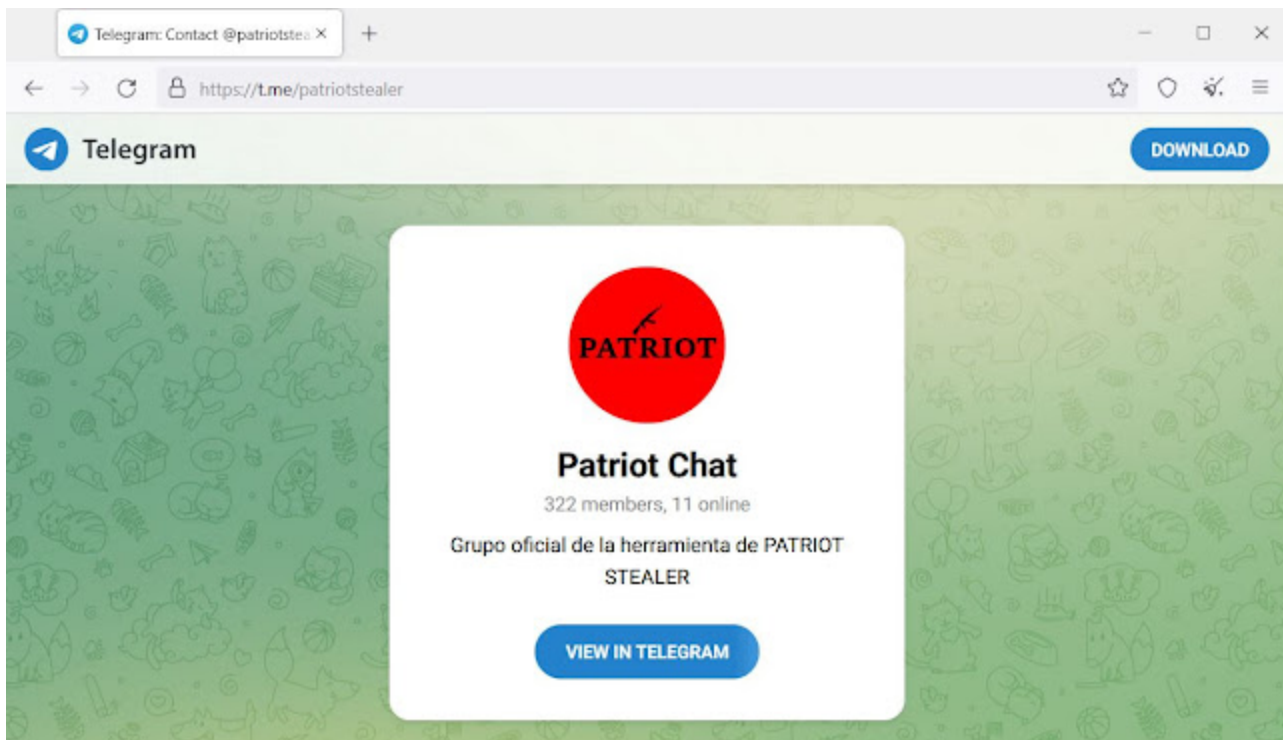 Telegram: Contact @patriotstea
https://t.me/patriotstealer
Telegram
DOWNLOAD
PATRIOT
Patriot Chat
322 members, 11 online
Grupo oficial de la herramienta de PATRIOT
STEALER
VIEW IN TELEGRAM